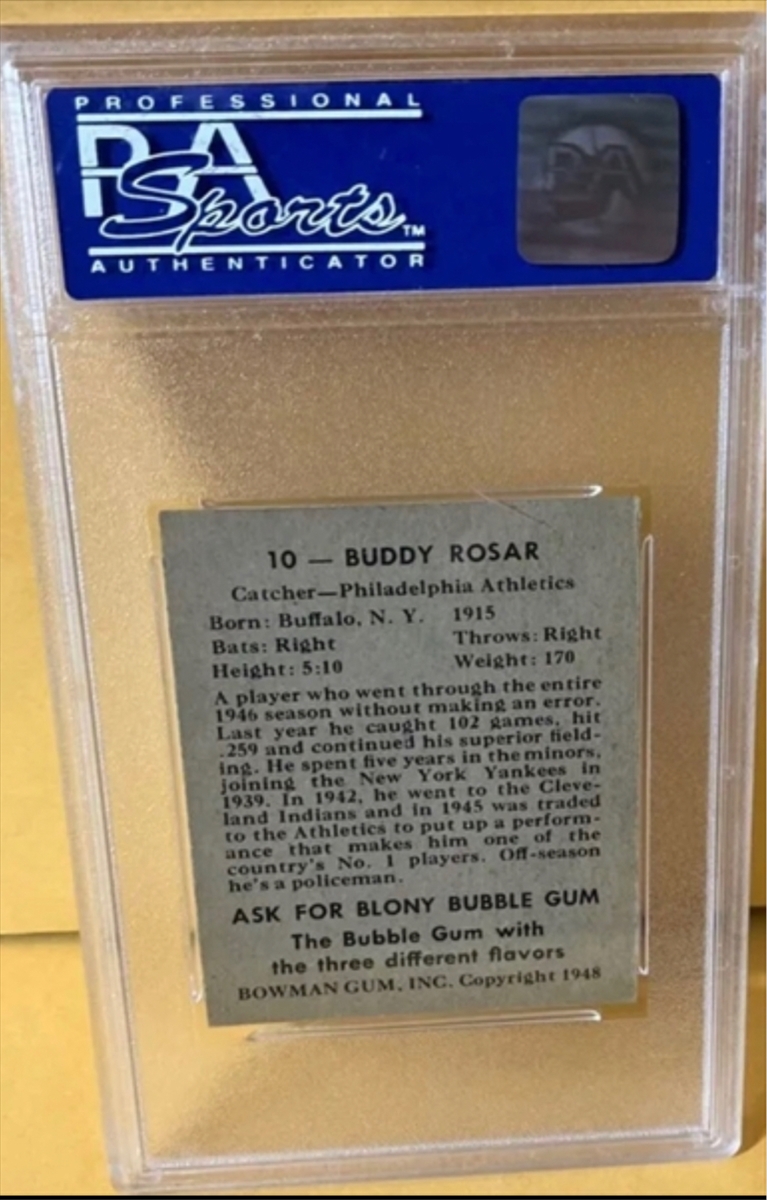 PROFESSIONAL
PSA
Sports™
AUTHENTICATOR
PSA
10 — BUDDY ROSAR
Catcher—Philadelphia Athletics
Born: Buffalo, N. Y. 1915
Bats: Right Throws: Right
Height: 5:10 Weight: 170
A player who went through the entire
1946 season without making an error.
Last year he caught 102 games, hit
.259 and continued his superior field-
ing. He spent five years in the minors,
joining the New York Yankees in
1939. In 1942, he went to the Cleve-
land Indians and in 1945 was traded
to the Athletics to put up a perform-
ance that makes him one of the
country's No. 1 players. Off-season
he's a policeman.
ASK FOR BLONY BUBBLE GUM
The Bubble Gum with
the three different flavors
BOWMAN GUM, INC. Copyright 1948